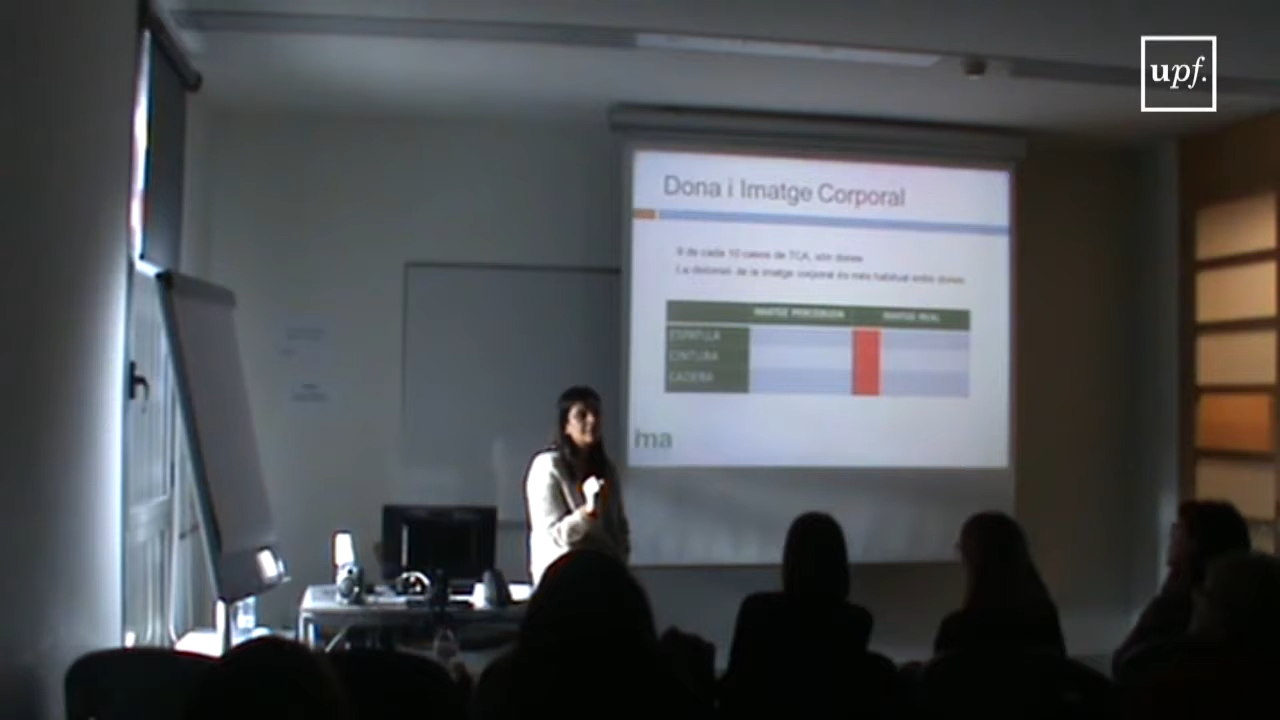 upf.
Dona i Imatge Corporal
9 de cada 10 casos de TCA, són dones
La distorsió de la imatge corporal és més habitual entre dones
IMATGE PERCEBUDA IMATGE REAL
ESPATLLA
CINTURA
CADERA
ima